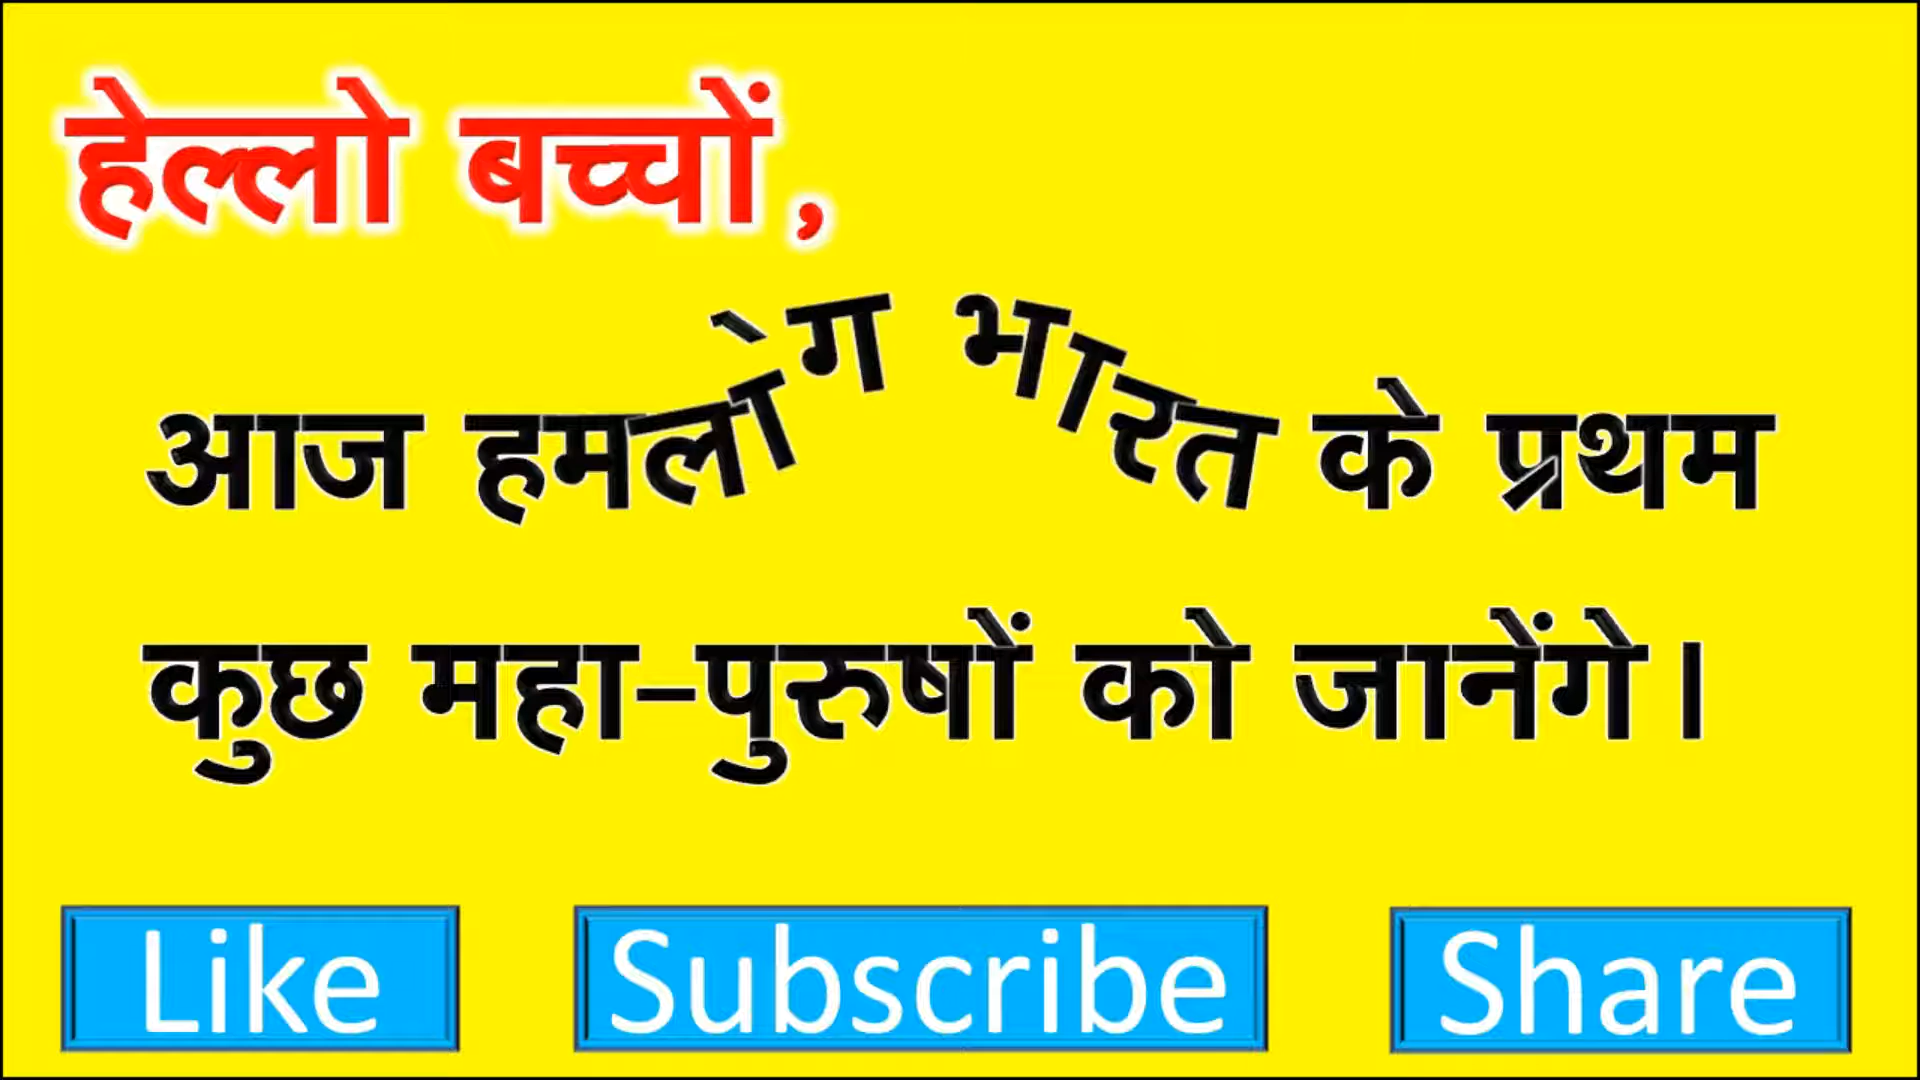 हेल्लो बच्चों,
आज हमलोग भारत के प्रथम
कुछ महा-पुरुषों को जानेंगे।
Like Subscribe Share